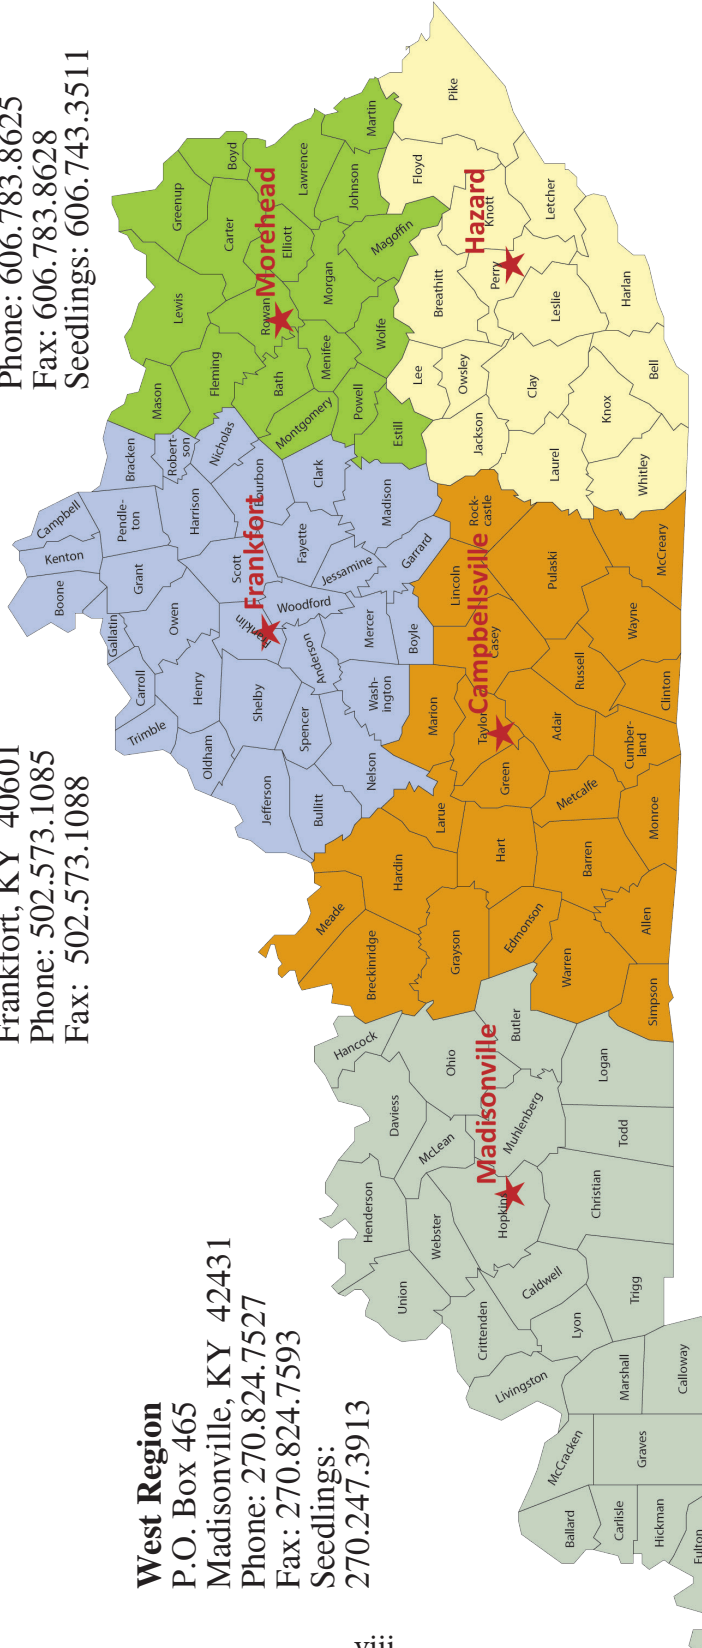 Phone: 606.783.8625
Fax: 606.783.8628
Seedlings: 606.743.3511
Frankfort, KY 40601
Phone: 502.573.1085
Fax: 502.573.1088
West Region
P.O. Box 465
Madisonville, KY 42431
Phone: 270.824.7527
Fax: 270.824.7593
Seedlings:
270.247.3913
Boone
Kenton
Campbell
Gallatin
Grant
Pendle-
ton
Bracken
Carroll
Trimble
Owen
Harrison
Robert-
son
Nicholas
Oldham
Henry
Scott
Bourbon
Frankfort
Franklin
Shelby
Woodford
Fayette
Clark
Jefferson
Spencer
Anderson
Jessamine
Bullitt
Mercer
Madison
Nelson
Wash-
ington
Boyle
Garrard
Mason
Lewis
Greenup
Fleming
Carter
Boyd
Rowan
Morehead
Elliott
Lawrence
Bath
Montgomery
Menifee
Morgan
Johnson
Martin
Powell
Wolfe
Magoffin
Estill
Lee
Breathitt
Floyd
Pike
Jackson
Owsley
Perry
Hazard
Knott
Letcher
Laurel
Clay
Leslie
Knox
Harlan
Whitley
Bell
Meade
Breckinridge
Hardin
Larue
Marion
Grayson
Hart
Green
Taylor
Campbellsville
Casey
Lincoln
Rock-
castle
Edmonson
Barren
Metcalfe
Adair
Russell
Pulaski
Warren
Allen
Monroe
Cumber-
land
Clinton
Wayne
McCreary
Simpson
Hancock
Daviess
Henderson
Union
Webster
McLean
Ohio
Butler
Madisonville
Hopkins
Muhlenberg
Logan
Todd
Christian
Crittenden
Caldwell
Livingston
Lyon
Trigg
Marshall
Calloway
McCracken
Graves
Ballard
Carlisle
Hickman
Fulton
viii